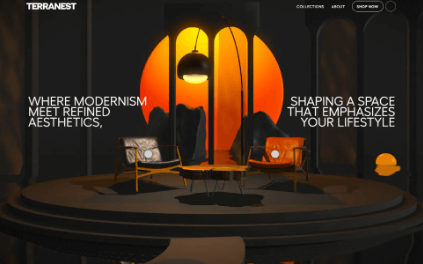 TERRANEST
COLLECTIONS
ABOUT
SHOP NOW
WHERE MODERNISM
MEET REFINED
AESTHETICS,
SHAPING A SPACE
THAT EMPHASIZES
YOUR LIFESTYLE